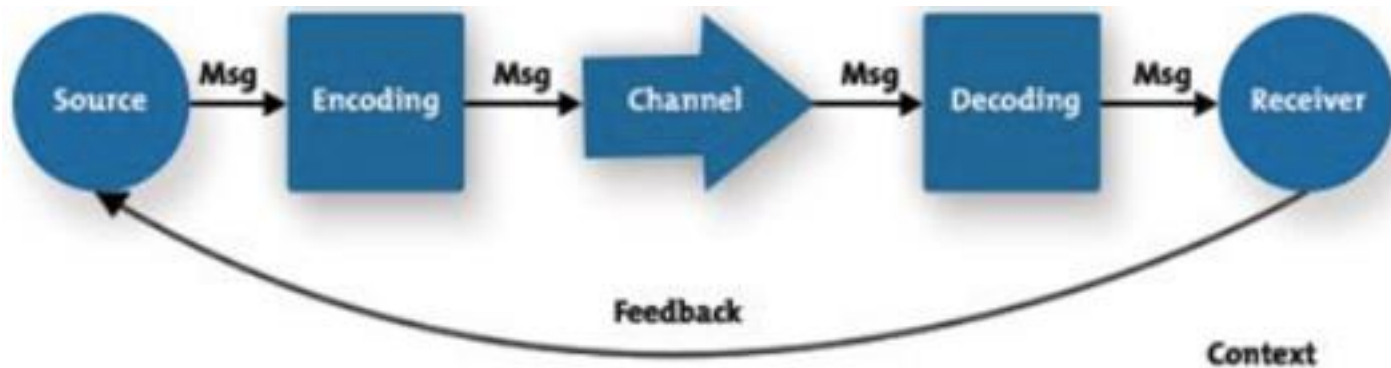 Msg Msg Msg Msg
Source Encoding Channel Decoding Receiver
Feedback
Context